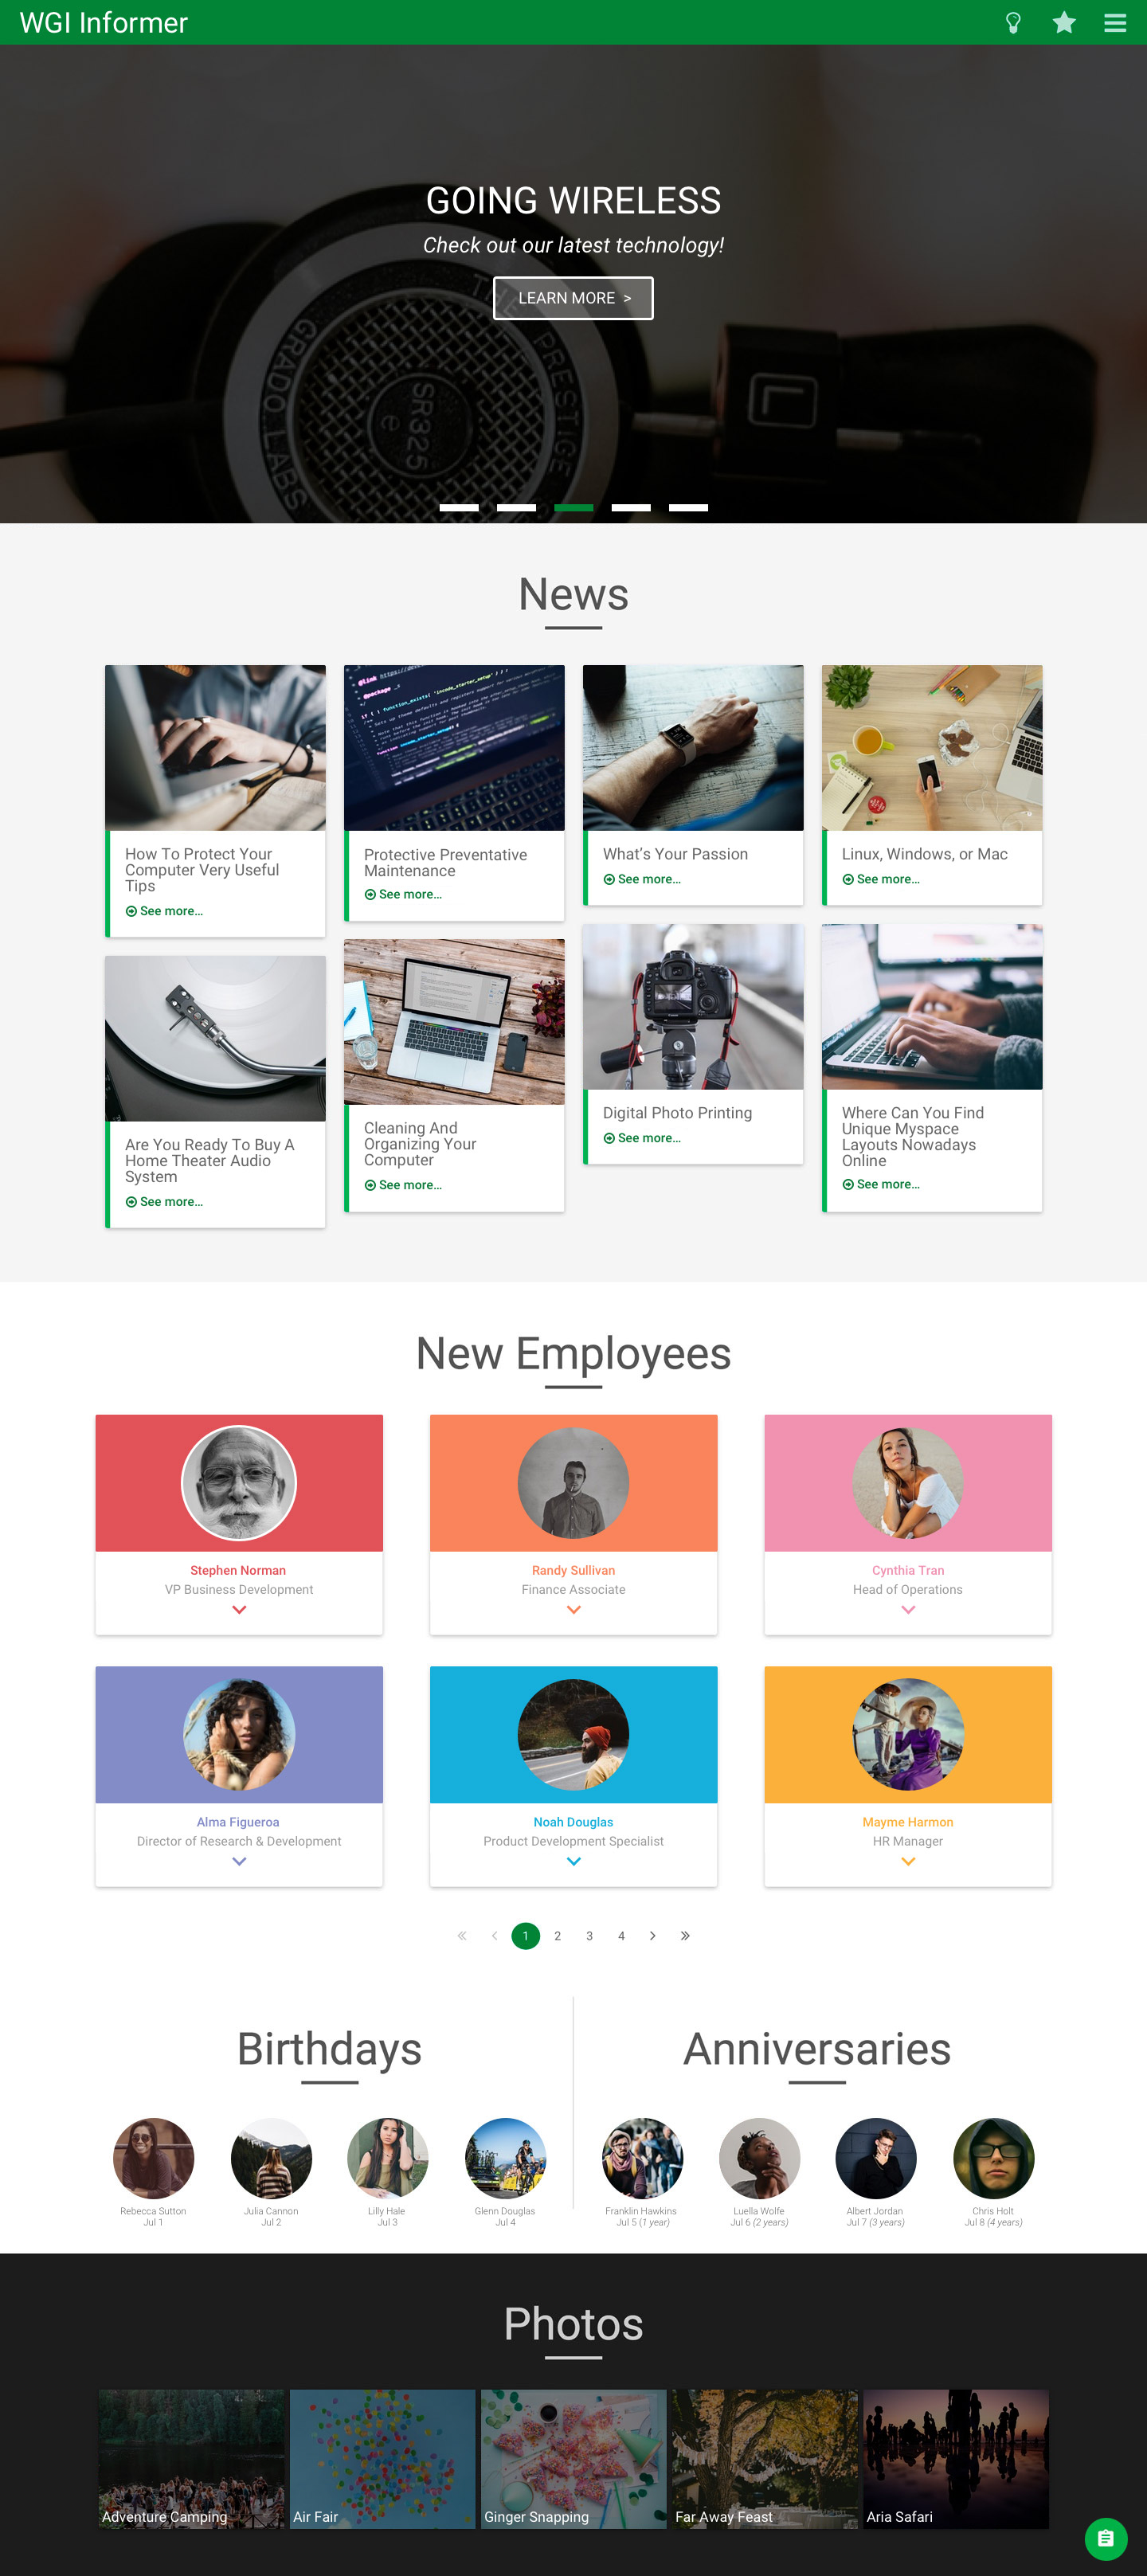 WGI Informer
GOING WIRELESS
Check out our latest technology!
LEARN MORE >
GRADO LABS
SR325
e
PRESTIGE
News
How To Protect Your
Computer Very Useful
Tips
See more...
Protective Preventative
Maintenance
See more...
What's Your Passion
See more...
Linux, Windows, or Mac
See more...
Are You Ready To Buy A
Home Theater Audio
System
See more...
Cleaning And
Organizing Your
Computer
See more...
Digital Photo Printing
See more...
Where Can You Find
Unique Myspace
Layouts Nowadays
Online
See more...
New Employees
Stephen Norman
VP Business Development
Randy Sullivan
Finance Associate
Cynthia Tran
Head of Operations
Alma Figueroa
Director of Research & Development
Noah Douglas
Product Development Specialist
Mayme Harmon
HR Manager
« < 1 2 3 4 > »
Birthdays
Rebecca Sutton
Jul 1
Julia Cannon
Jul 2
Lilly Hale
Jul 3
Glenn Douglas
Jul 4
Anniversaries
Franklin Hawkins
Jul 5 (1 year)
Luella Wolfe
Jul 6 (2 years)
Albert Jordan
Jul 7 (3 years)
Chris Holt
Jul 8 (4 years)
Photos
Adventure Camping
Air Fair
Ginger Snapping
Far Away Feast
Aria Safari